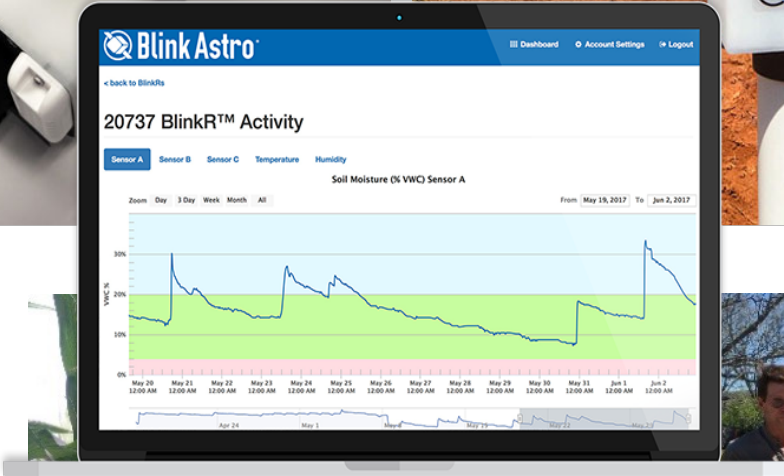 Blink Astro
Dashboard Account Settings Logout
< back to BlinkRs
20737 BlinkR™ Activity
Sensor A Sensor B Sensor C Temperature Humidity
Soil Moisture (% VWC) Sensor A
Zoom Day 3 Day Week Month All From May 19, 2017 To Jun 2, 2017
30%
20%
10%
0%
VWC %
May 20 May 21 May 22 May 23 May 24 May 25 May 26 May 27 May 28 May 29 May 30 May 31 Jun 1 Jun 2
12:00 AM 12:00 AM 12:00 AM 12:00 AM 12:00 AM 12:00 AM 12:00 AM 12:00 AM 12:00 AM 12:00 AM 12:00 AM 12:00 AM 12:00 AM 12:00 AM
Apr 24 May 1 May 15 May 22